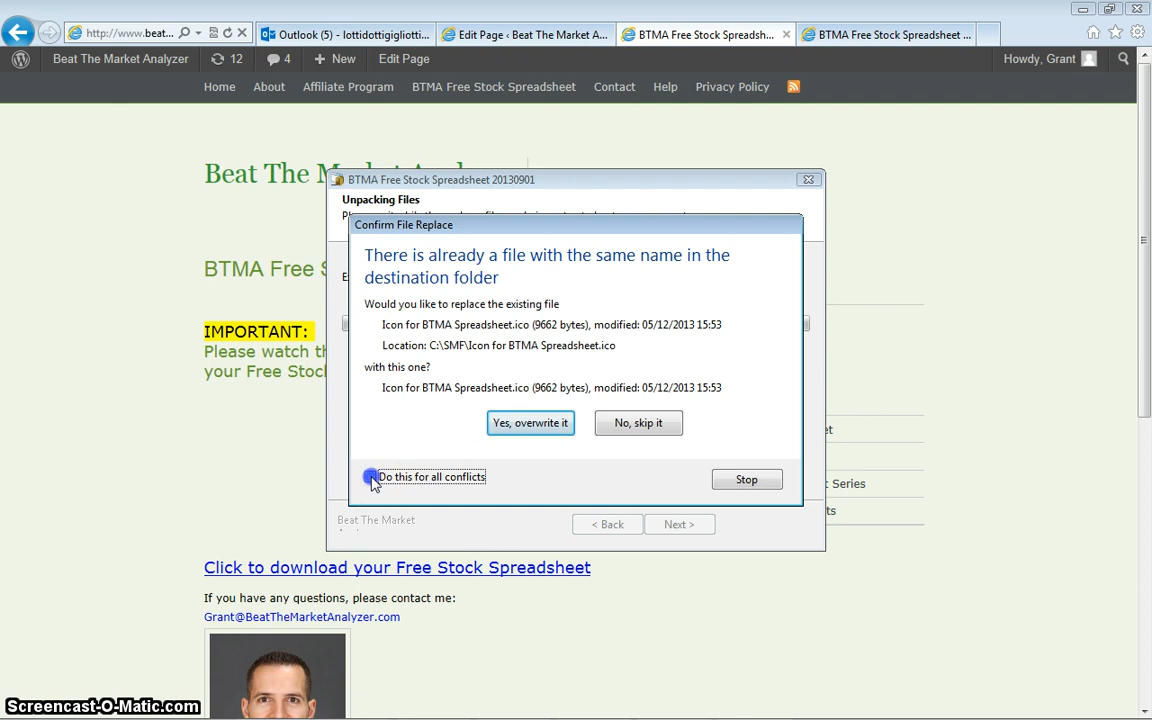 http://www.beat...
Outlook (5) - lottidottigigliotti...
Edit Page ‹ Beat The Market A...
BTMA Free Stock Spreadsh...
BTMA Free Stock Spreadsheet ...
Beat The Market Analyzer
12
4
+ New
Edit Page
Howdy, Grant
Home
About
Affiliate Program
BTMA Free Stock Spreadsheet
Contact
Help
Privacy Policy
Beat The
BTMA Free Stock Spreadsheet 20130901
Unpacking Files
Confirm File Replace
There is already a file with the same name in the
destination folder
Would you like to replace the existing file
Icon for BTMA Spreadsheet.ico (9662 bytes), modified: 05/12/2013 15:53
Location: C:\SMF\Icon for BTMA Spreadsheet.ico
with this one?
Icon for BTMA Spreadsheet.ico (9662 bytes), modified: 05/12/2013 15:53
Yes, overwrite it
No, skip it
Do this for all conflicts
Stop
BTMA Free
IMPORTANT:
Please watch
your Free Stoc
Series
Beat The Market
< Back
Next >
Click to download your Free Stock Spreadsheet
If you have any questions, please contact me:
Grant@BeatTheMarketAnalyzer.com
Screencast-O-Matic.com